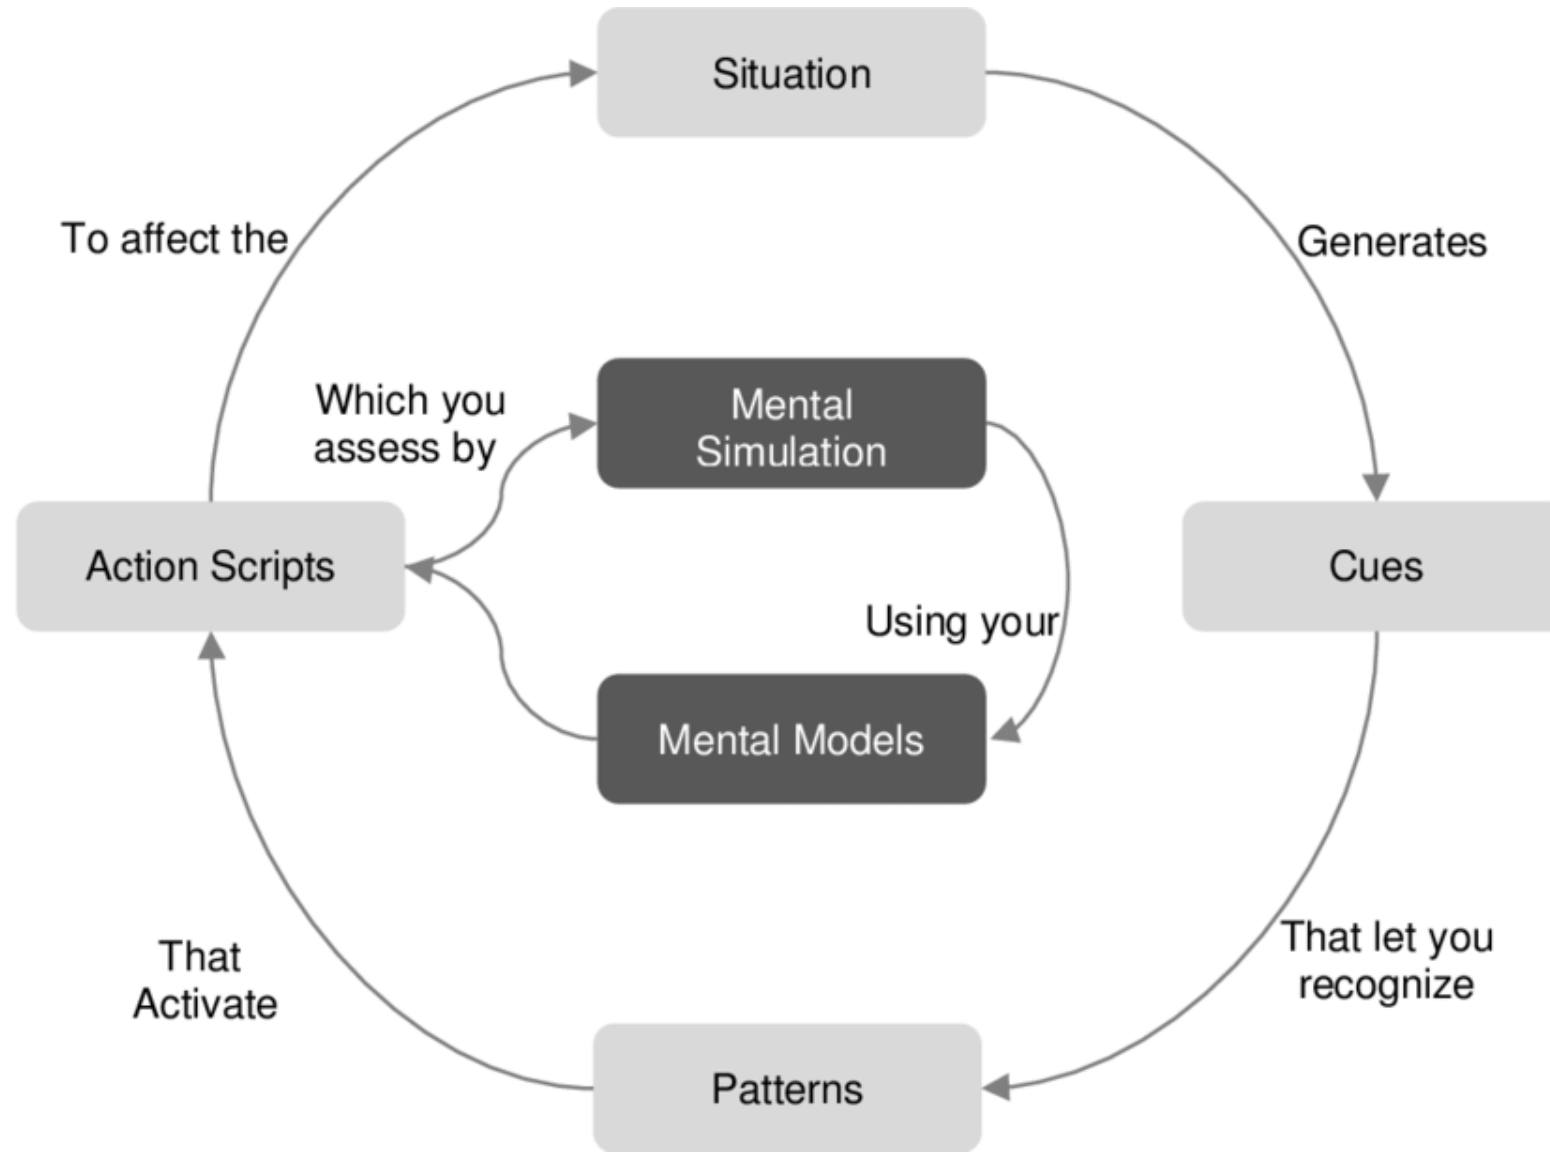 Situation
To affect the
Generates
Which you
assess by
Mental
Simulation
Action Scripts
Cues
Using your
Mental Models
That let you
recognize
That
Activate
Patterns